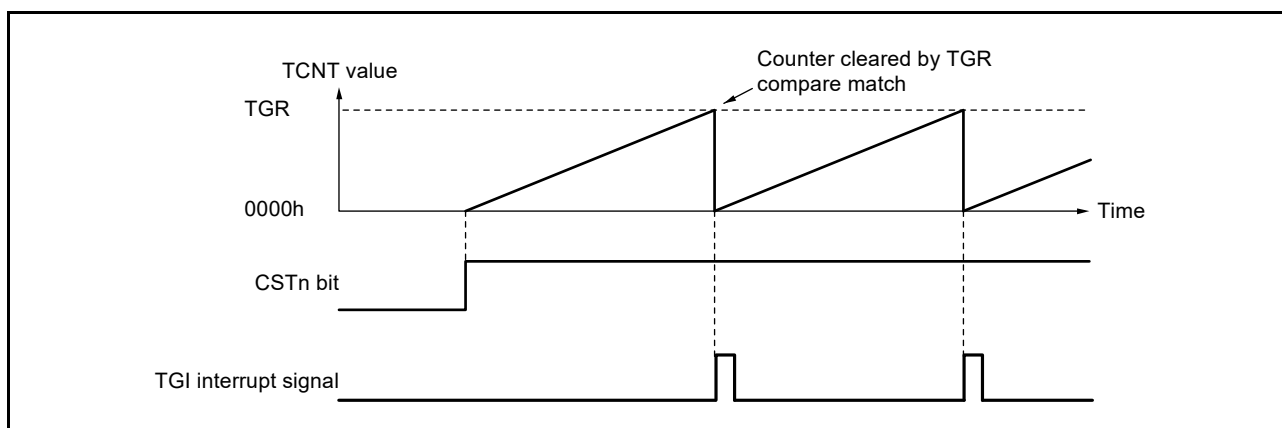 Counter cleared by TGR
compare match
TCNT value
TGR
0000h
Time
CSTn bit
TGI interrupt signal